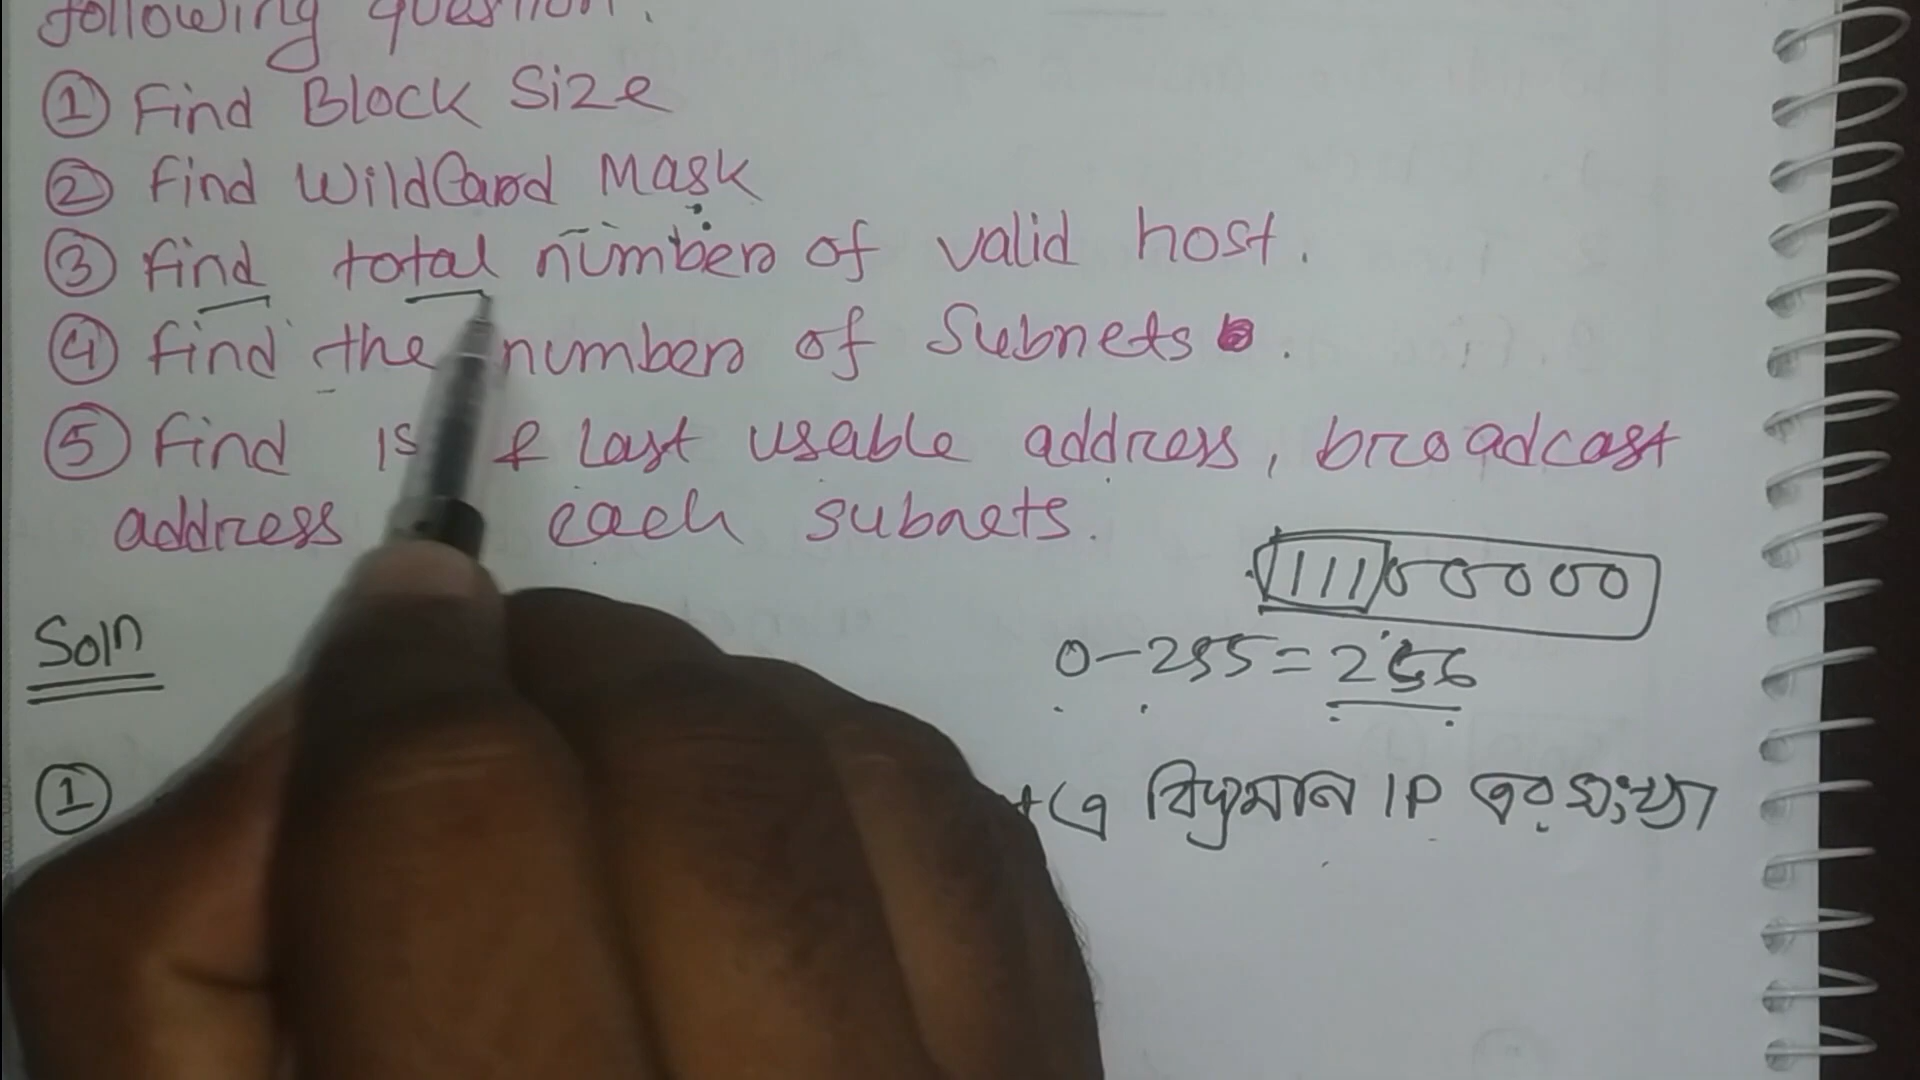 following question.
① Find Block Size
② Find WildCard Mask
③ Find total number of valid host.
④ Find the number of Subnets .
⑤ Find 1s & Last usable address, broadcast
address each subnets.
0-255=256
Soln
① এ বিদ্যমান IP এর সংখ্যা